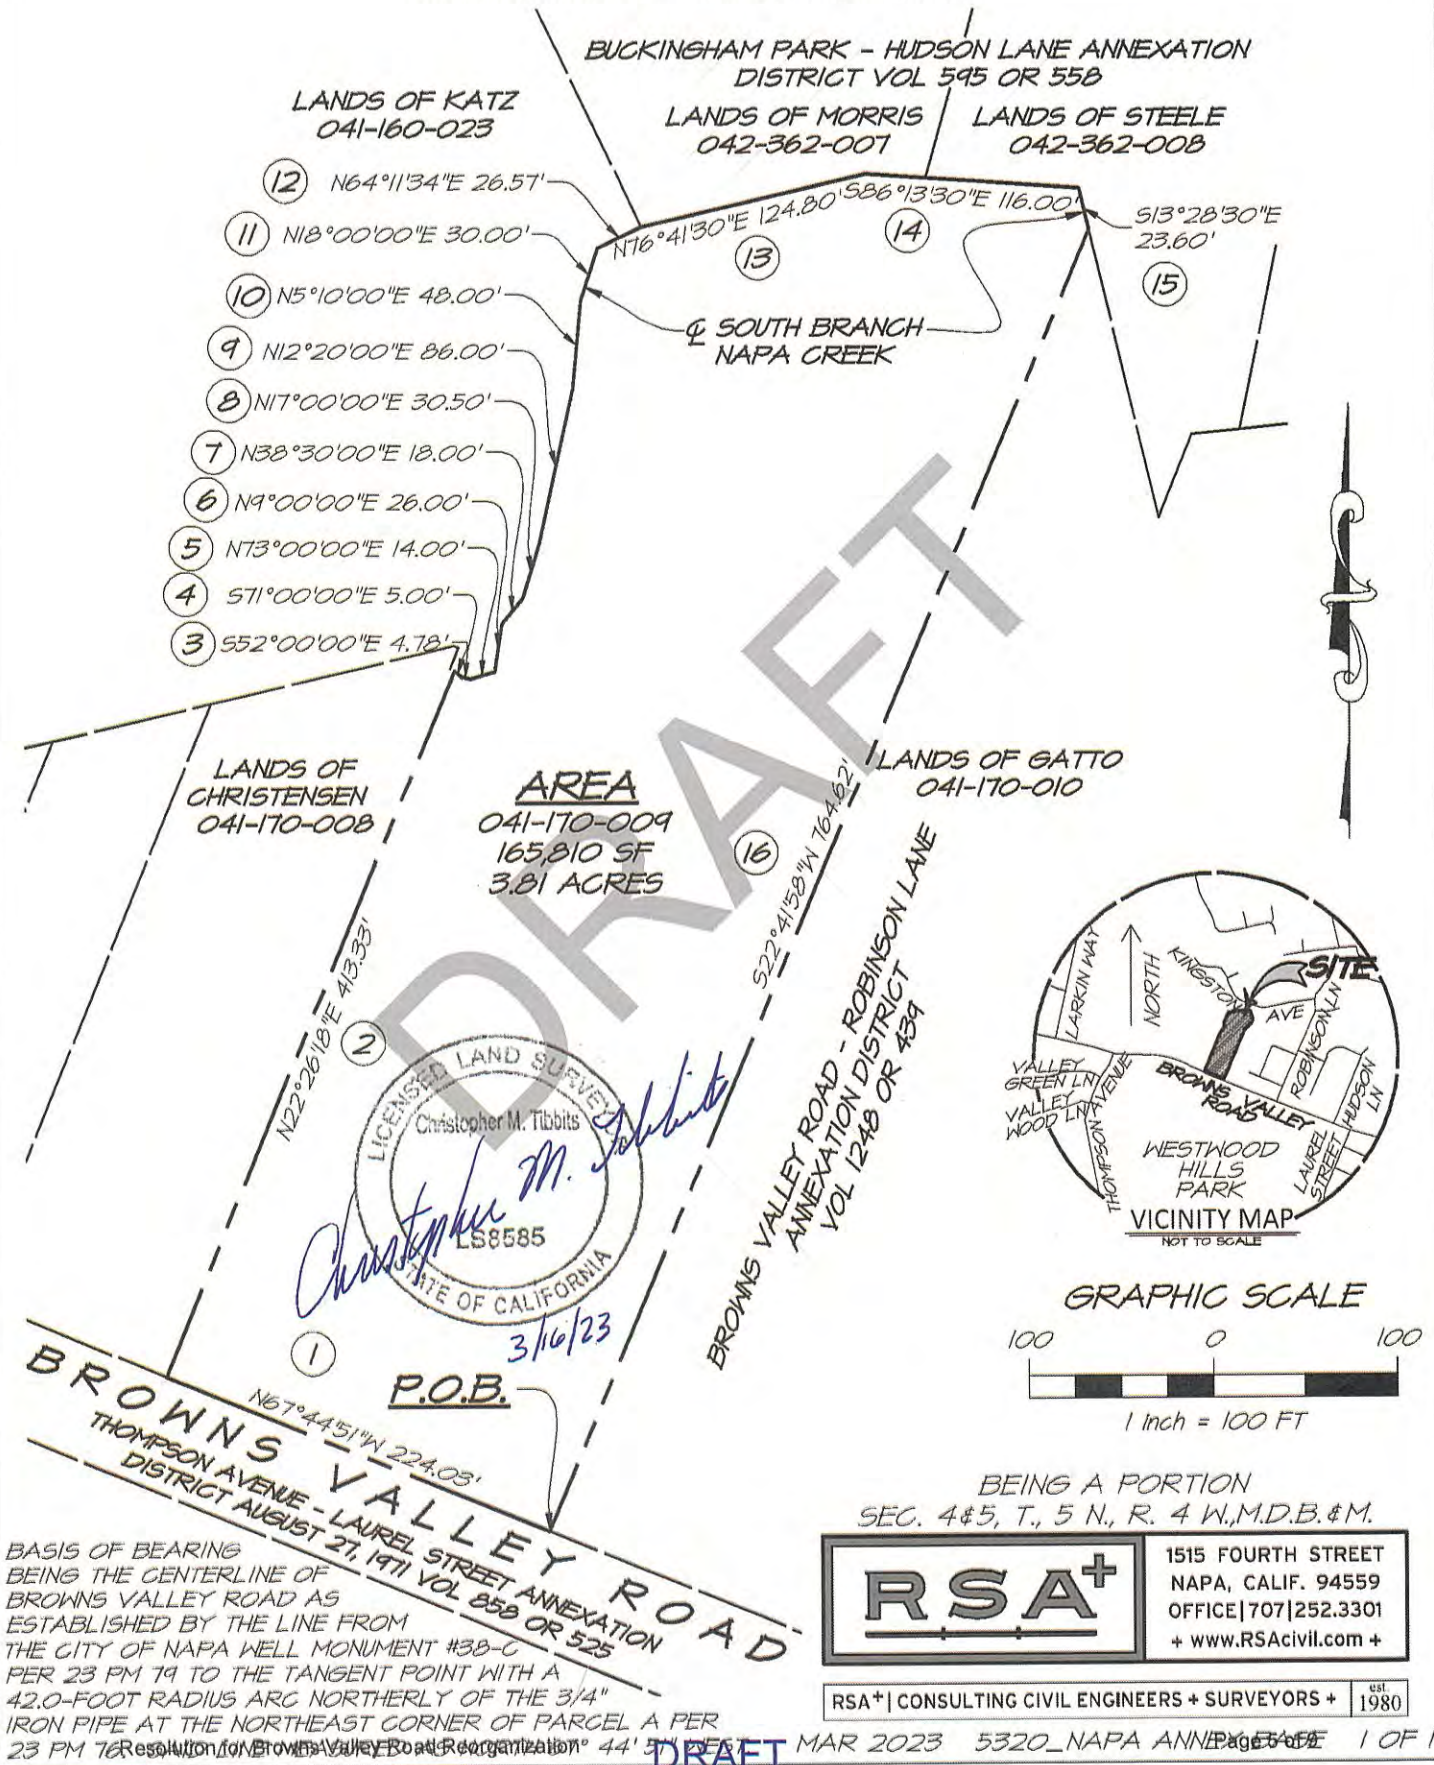 BUCKINGHAM PARK - HUDSON LANE ANNEXATION
DISTRICT VOL 595 OR 558
LANDS OF KATZ
041-160-023
LANDS OF MORRIS
042-362-007
LANDS OF STEELE
042-362-008
12 N64°11'34"E 26.57'
11 N18°00'00"E 30.00'
10 N5°10'00"E 48.00'
9 N12°20'00"E 86.00'
8 N17°00'00"E 30.50'
7 N38°30'00"E 18.00'
6 N9°00'00"E 26.00'
5 N73°00'00"E 14.00'
4 S71°00'00"E 5.00'
3 S52°00'00"E 4.78'
N76°41'30"E 124.80'
13
S86°13'30"E 116.00'
14
S13°28'30"E
23.60'
15
℄ SOUTH BRANCH
NAPA CREEK
LANDS OF
CHRISTENSEN
041-170-008
AREA
041-170-009
165,810 SF
3.81 ACRES
16
S22°41'58"W 764.62'
LANDS OF GATTO
041-170-010
BROWNS VALLEY ROAD - ROBINSON LANE
ANNEXATION DISTRICT
VOL 1248 OR 439
DRAFT
N22°26'18"E 413.33'
2
LICENSED LAND SURVEYOR
Christopher M. Tibbits
Christopher M. Tibbits
LS8585
STATE OF CALIFORNIA
3/16/23
1
P.O.B.
N67°44'51"W 224.03'
BROWNS VALLEY ROAD
THOMPSON AVENUE - LAUREL STREET ANNEXATION
DISTRICT AUGUST 27, 1971 VOL 858 OR 525
LARKIN WAY
NORTH
KINGSTON
AVE
SITE
ROBINSON LN
HUDSON
LN
VALLEY
GREEN LN
VALLEY
WOOD LN
THOMPSON AVENUE
BROWNS VALLEY
ROAD
WESTWOOD
HILLS
PARK
LAUREL
STREET
VICINITY MAP
NOT TO SCALE
GRAPHIC SCALE
100 0 100
1 inch = 100 FT
BEING A PORTION
SEC. 4&5, T., 5 N., R. 4 W.,M.D.B.&M.
RSA+
1515 FOURTH STREET
NAPA, CALIF. 94559
OFFICE|707|252.3301
+ www.RSAcivil.com +
RSA+| CONSULTING CIVIL ENGINEERS + SURVEYORS +
est.
1980
BASIS OF BEARING
BEING THE CENTERLINE OF
BROWNS VALLEY ROAD AS
ESTABLISHED BY THE LINE FROM
THE CITY OF NAPA WELL MONUMENT #38-C
PER 23 PM 79 TO THE TANGENT POINT WITH A
42.0-FOOT RADIUS ARC NORTHERLY OF THE 3/4"
IRON PIPE AT THE NORTHEAST CORNER OF PARCEL A PER
23 PM 76
Resolution for Browns Valley Road Reorganization
44'
DRAFT
MAR 2023 5320_NAPA
Page 6 of 9
1 OF 1